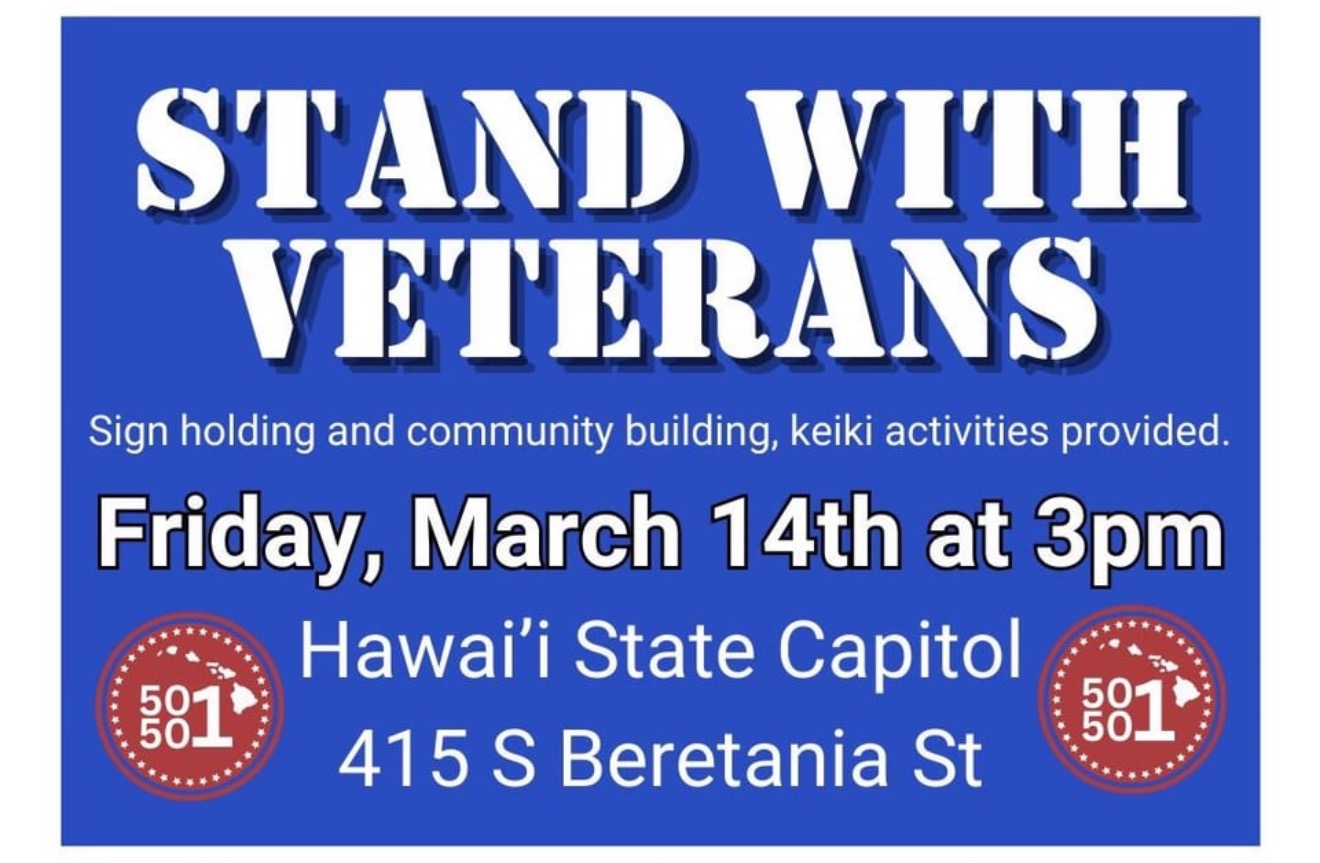 STAND WITH
VETERANS
Sign holding and community building, keiki activities provided.
Friday, March 14th at 3pm
Hawai’i State Capitol
415 S Beretania St
50
50
1
50
50
1